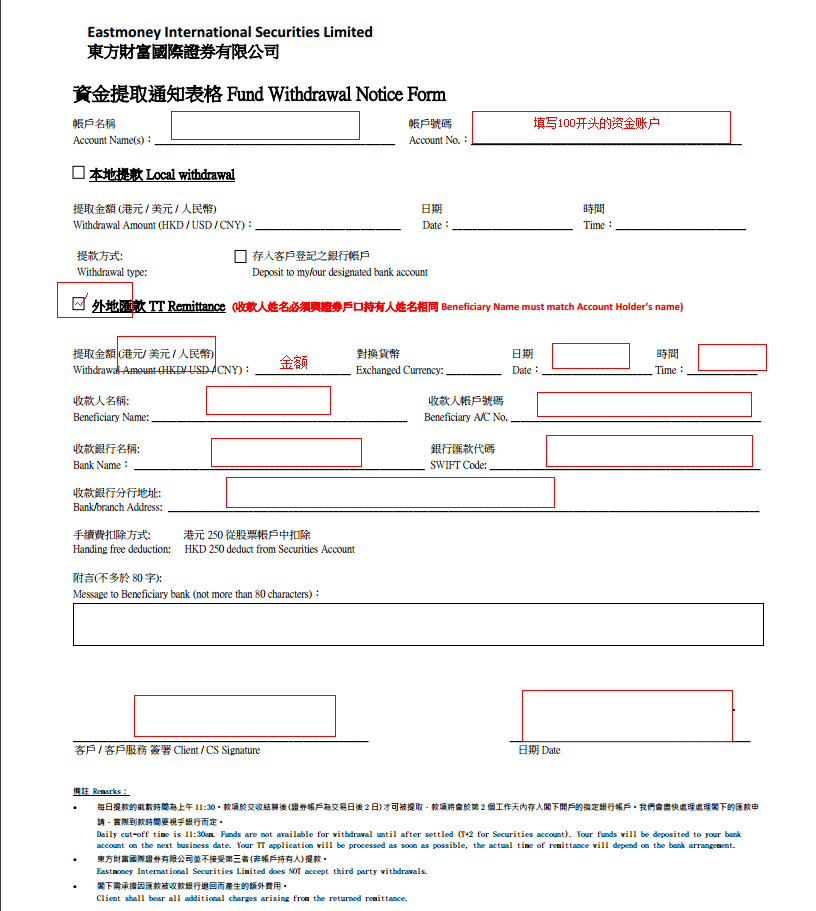 Eastmoney International Securities Limited
東方財富國際證券有限公司
資金提取通知表格 Fund Withdrawal Notice Form
帳戶名稱
Account Name(s)：
帳戶號碼
Account No.：
填写100开头的资金账户
本地提款 Local withdrawal
提取金額 (港元 / 美元 / 人民幣)
Withdrawal Amount (HKD / USD / CNY)：
日期
Date：
時間
Time：
提款方式:
Withdrawal type:
存入客戶登記之銀行帳戶
Deposit to my/our designated bank account
外地匯款 TT Remittance (收款人姓名必須與證券戶口持有人姓名相同 Beneficiary Name must match Account Holder's name)
提取金額 (港元/ 美元 / 人民幣)
Withdrawal Amount (HKD/ USD / CNY)：
金额
對換貨幣
Exchanged Currency:
日期
Date：
時間
Time：
收款人名稱:
Beneficiary Name:
收款人帳戶號碼
Beneficiary A/C No.
收款銀行名稱:
Bank Name：
銀行匯款代碼
SWIFT Code:
收款銀行分行地址:
Bank/branch Address:
手續費扣除方式: 港元 250 從股票帳戶中扣除
Handing free deduction: HKD 250 deduct from Securities Account
附言(不多於 80 字):
Message to Beneficiary bank (not more than 80 characters)：
客戶 / 客戶服務 簽署 Client / CS Signature
日期 Date
備註 Remarks：
• 每日提款的截數時間為上午 11:30。款項於交收結算後(證券帳戶為交易日後 2 日)才可被提取，款項將會於第 2 個工作天內存入閣下開戶的指定銀行帳戶。我們會盡快處理處理閣下的匯款申
請，實際到款時間要視乎銀行而定。
Daily cut-off time is 11:30am. Funds are not available for withdrawal until after settled (T+2 for Securities account). Your funds will be deposited to your bank
account on the next business date. Your TT application will be processed as soon as possible, the actual time of remittance will depend on the bank arrangement.
• 東方財富國際證券有限公司並不接受第三者(非帳戶持有人)提款。
Eastmoney International Securities Limited does NOT accept third party withdrawals.
• 閣下需承擔因匯款被收款銀行退回而產生的額外費用。
Client shall bear all additional charges arising from the returned remittance.